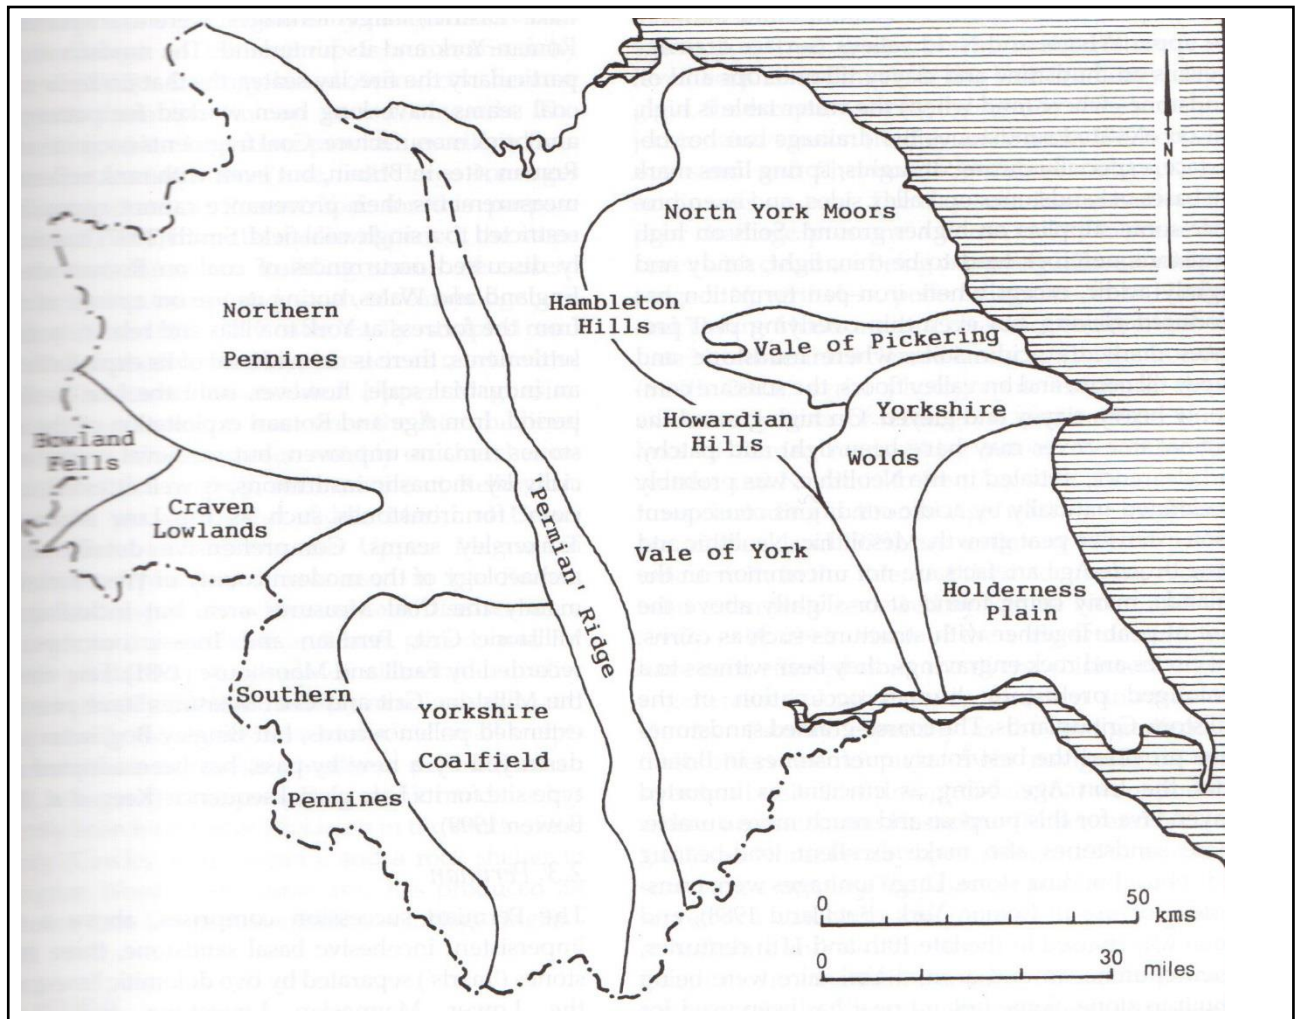 N
North York Moors
Hambleton
Hills
Northern
Pennines
Vale of Pickering
Howardian
Hills
Yorkshire
Wolds
Bowland
Fells
Craven
Lowlands
'Permian' Ridge
Vale of York
Holderness
Plain
Southern
Pennines
Yorkshire
Coalfield
0 50
kms
0 30 miles